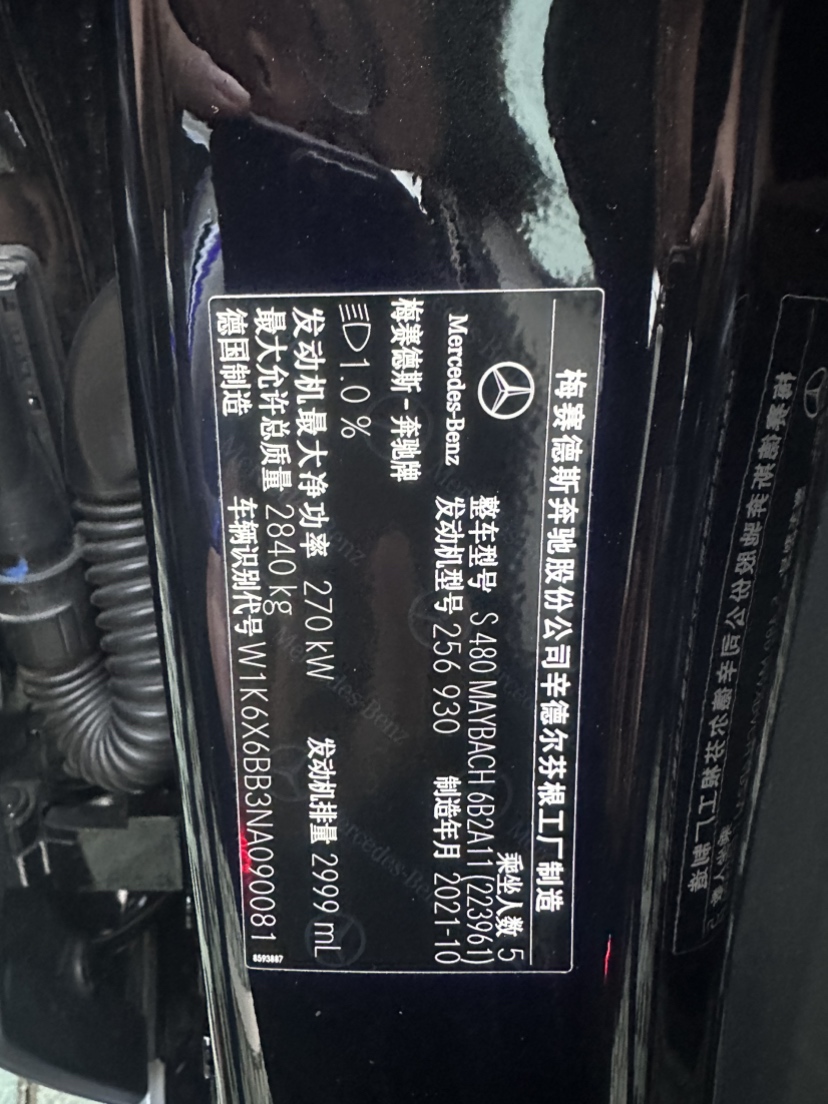 梅赛德斯奔驰股份公司辛德尔芬根工厂制造
乘坐人数 5
Mercedes-Benz
整车型号 S 480 MAYBACH 6B2A11 (223961)
发动机型号 256 930 制造年月 2021-10
梅赛德斯-奔驰牌
1.0 %
发动机最大净功率 270 kW 发动机排量 2999 mL
最大允许总质量 2840 kg
德国制造 车辆识别代号 W1K6X6BB3NA090081
8593887